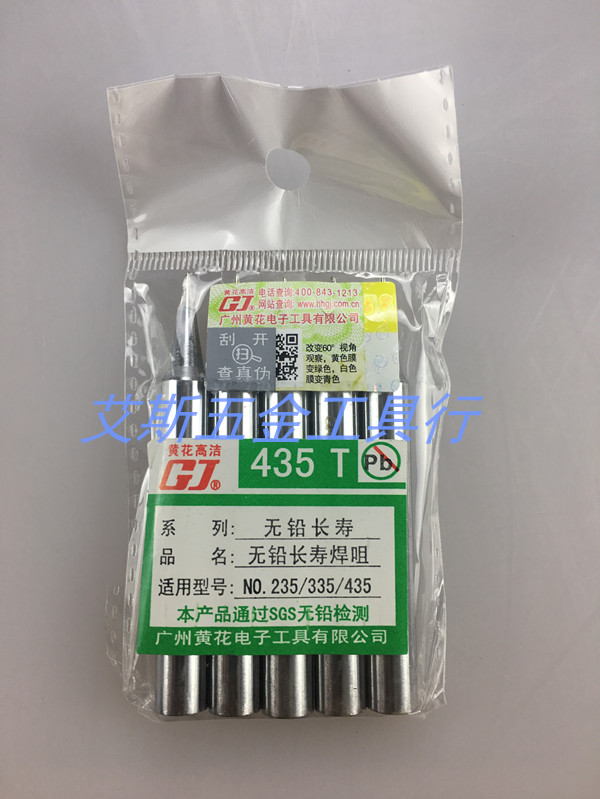 黄花高洁
GJ
电话查询:400-843-1213
网站查询:www.hhgj.com.cn
广州黄花电子工具有限公司
刮 开
扫
查真伪
改变60°视角
观察，黄色膜
变绿色，白色
膜变青色
艾斯五金工具行
黄花高洁
GJ®
435 T
Pb
系 列: 无铅长寿
品 名: 无铅长寿焊咀
适用型号: NO.235/335/435
本产品通过SGS无铅检测
广州黄花电子工具有限公司